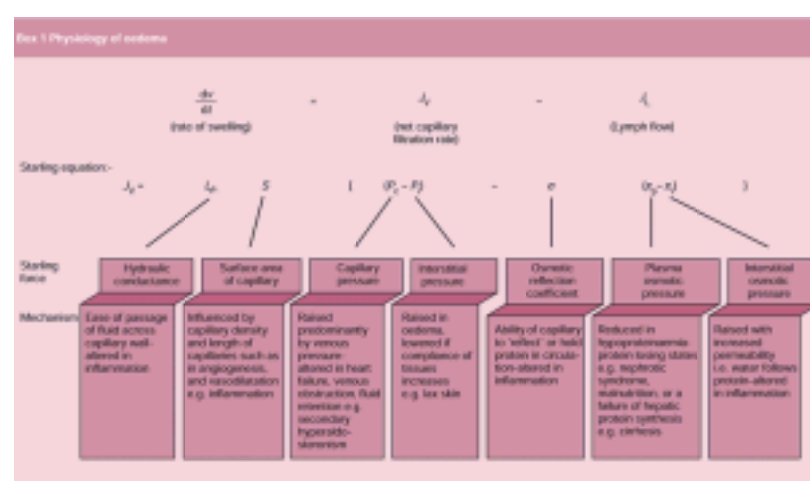 Box 1 Physiology of oedema
dv/dt = Jv - JL
(rate of swelling) (net capillary (Lymph flow)
filtration rate)
Starling equation:-
Jv = Lp S [ (Pc - Pi) - σ (πp - πi) ]
Starling
force
Hydraulic
conductance
Surface area
of capillary
Capillary
pressure
Interstitial
pressure
Osmotic
reflection
coefficient
Plasma
osmotic
pressure
Interstitial
osmotic
pressure
Mechanism
Ease of passage
of fluid across
capillary wall-
altered in
inflammation
Influenced by
capillary density
and length of
capillaries such as
in angiogenesis,
and vasodilatation
e.g. inflammation
Raised
predominantly
by venous
pressure-
altered in heart
failure, venous
obstruction, fluid
retention e.g.
secondary
hyperaldo-
steronism
Raised in
oedema,
lowered if
compliance of
tissues
increases
e.g. lax skin
Ability of capillary
to 'reflect' or hold
protein in circula-
tion-altered in
inflammation
Reduced in
hypoproteinaemia
protein losing states
e.g. nephrotic
syndrome,
malnutrition, or a
failure of hepatic
protein synthesis
e.g. cirrhosis
Raised with
increased
permeability
i.e. water follows
protein-altered
in inflammation